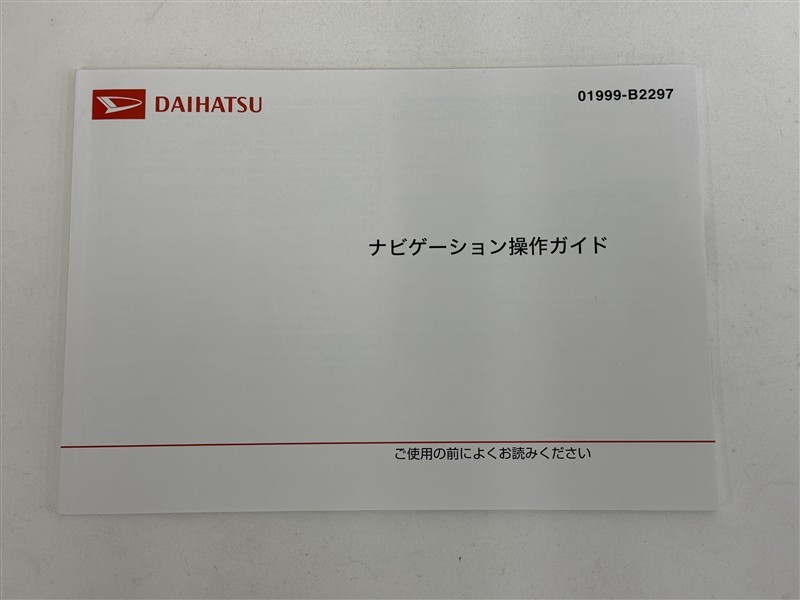 DAIHATSU
01999-B2297
ナビゲーション操作ガイド
ご使用の前によくお読みください